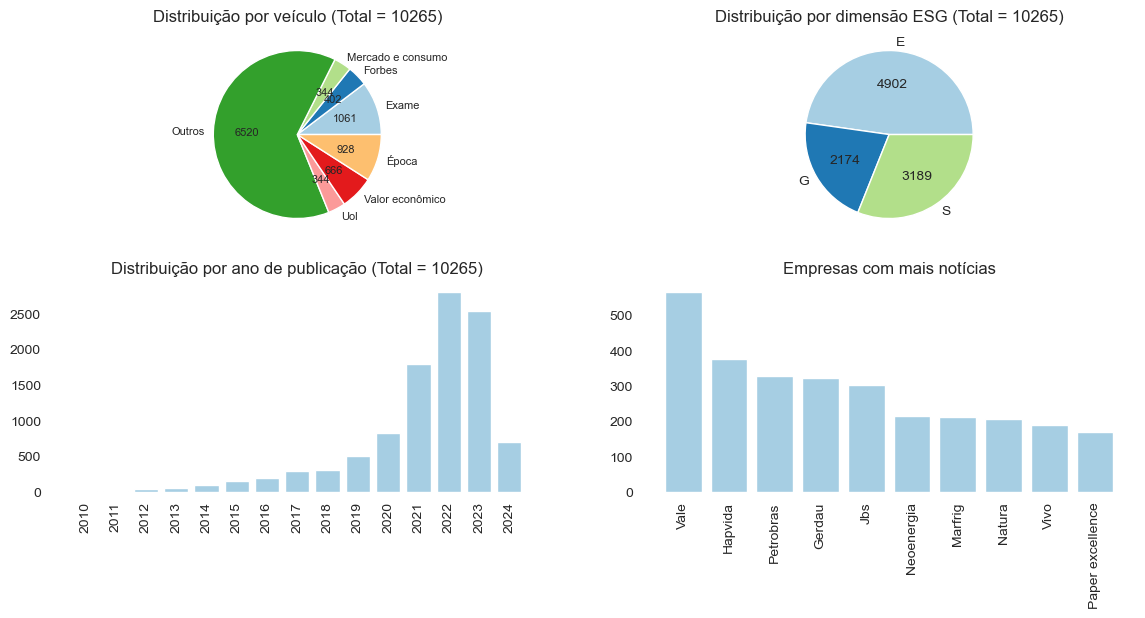 Distribuição por veículo (Total = 10265)
Mercado e consumo
Forbes
344
402
Exame
1061
Outros
6520
928
Época
666
344
Valor econômico
Uol
Distribuição por dimensão ESG (Total = 10265)
E
4902
2174
G
3189
S
Distribuição por ano de publicação (Total = 10265)
2500
2000
1500
1000
500
0
2010
2011
2012
2013
2014
2015
2016
2017
2018
2019
2020
2021
2022
2023
2024
Empresas com mais notícias
500
400
300
200
100
0
Vale
Hapvida
Petrobras
Gerdau
Jbs
Neoenergia
Marfrig
Natura
Vivo
Paper excellence